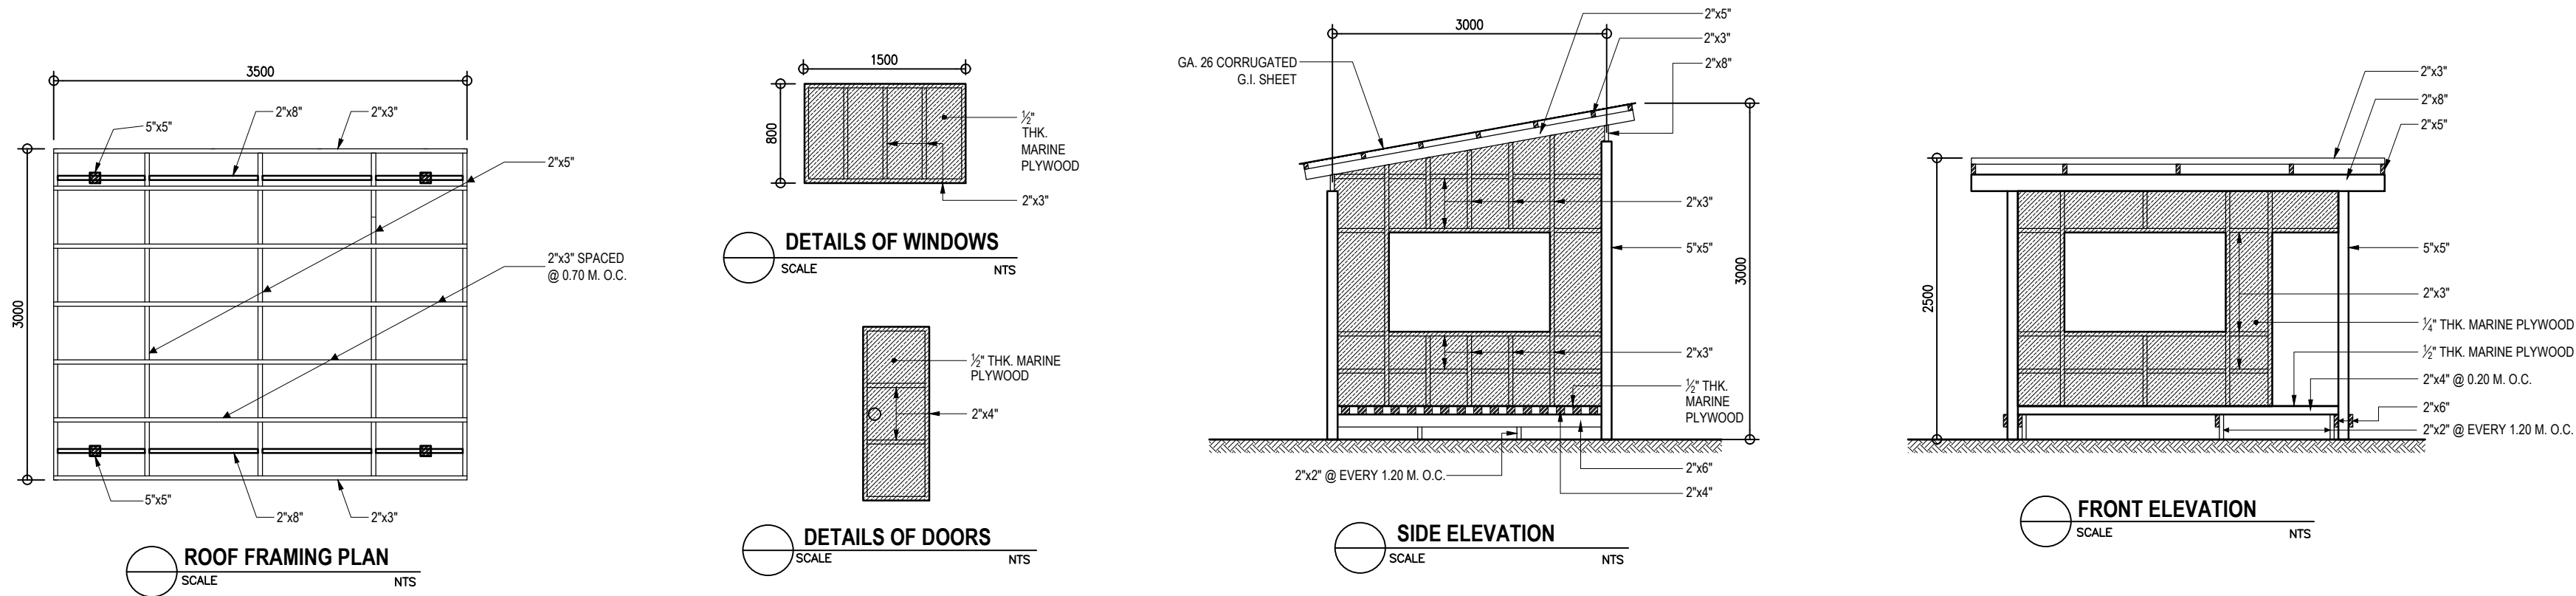 3500
2"x8"
2"x3"
5"x5"
2"x5"
2"x3" SPACED
@ 0.70 M. O.C.
3000
5"x5"
2"x8"
2"x3"
ROOF FRAMING PLAN
SCALE
NTS
1500
800
½"
THK.
MARINE
PLYWOOD
2"x3"
DETAILS OF WINDOWS
SCALE
NTS
½" THK. MARINE
PLYWOOD
2"x4"
DETAILS OF DOORS
SCALE
NTS
3000
2"x5"
2"x3"
2"x8"
GA. 26 CORRUGATED
G.I. SHEET
2"x3"
5"x5"
3000
2"x3"
½" THK.
MARINE
PLYWOOD
2"x2" @ EVERY 1.20 M. O.C.
2"x6"
2"x4"
SIDE ELEVATION
SCALE
NTS
2"x3"
2"x8"
2"x5"
2500
5"x5"
2"x3"
¼" THK. MARINE PLYWOOD
½" THK. MARINE PLYWOOD
2"x4" @ 0.20 M. O.C.
2"x6"
2"x2" @ EVERY 1.20 M. O.C.
FRONT ELEVATION
SCALE
NTS